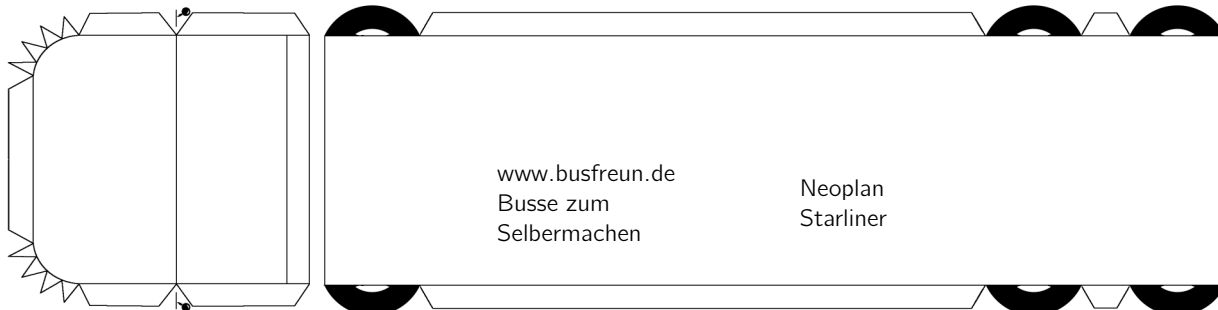 www.busfreun.de
Busse zum
Selbermachen
Neoplan
Starliner